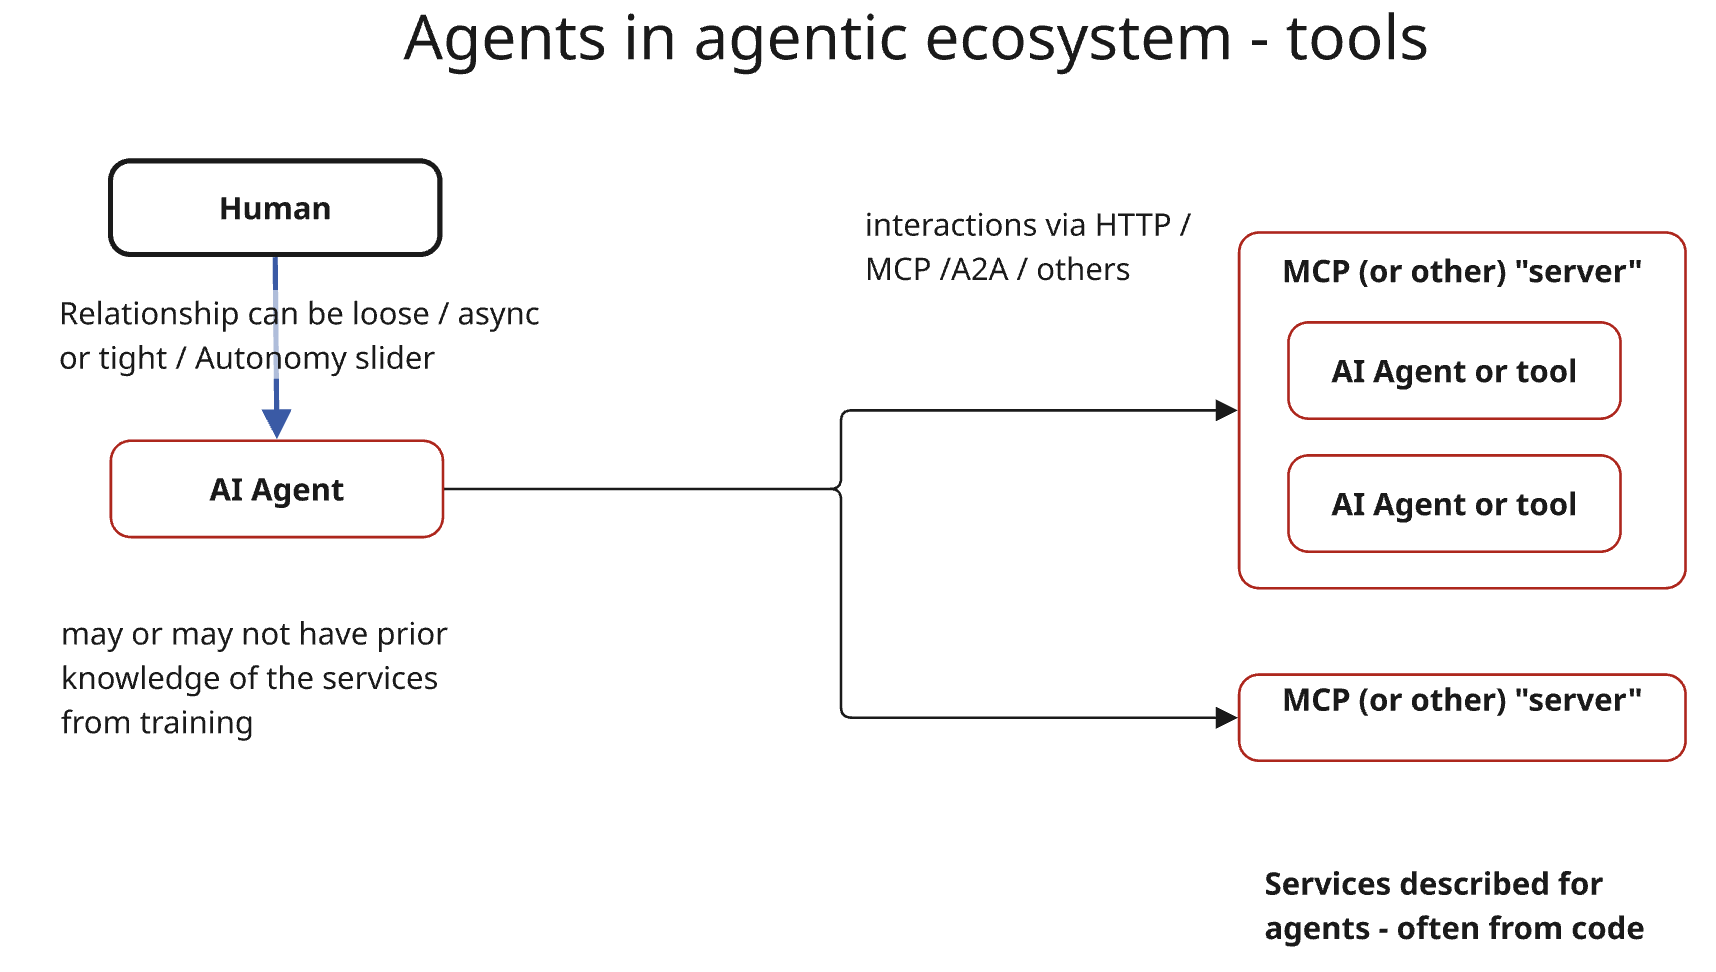 Agents in agentic ecosystem - tools
Human
Relationship can be loose / async
or tight / Autonomy slider
AI Agent
may or may not have prior
knowledge of the services
from training
interactions via HTTP /
MCP /A2A / others
MCP (or other) "server"
AI Agent or tool
AI Agent or tool
MCP (or other) "server"
Services described for
agents - often from code